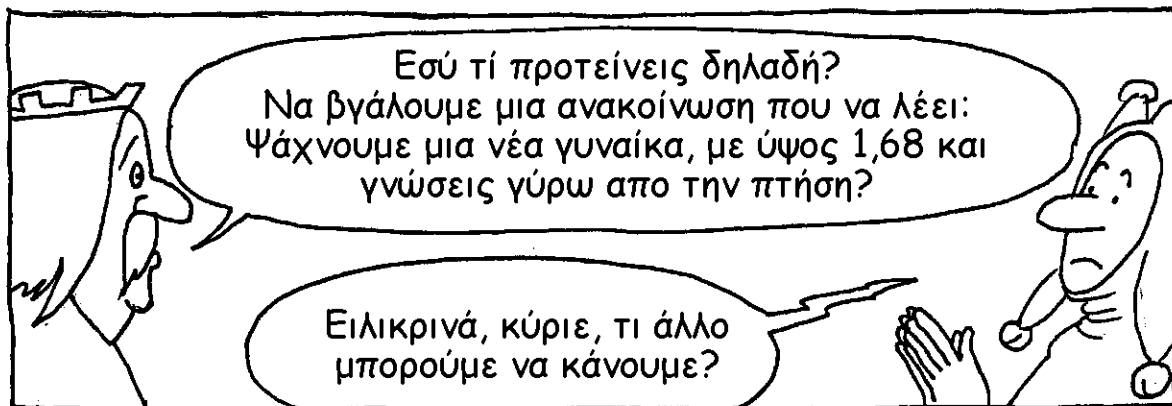 Εσύ τί προτείνεις δηλαδή?
Να βγάλουμε μια ανακοίνωση που να λέει:
Ψάχνουμε μια νέα γυναίκα, με ύψος 1,68 και
γνώσεις γύρω απο την πτήση?
Ειλικρινά, κύριε, τι άλλο
μπορούμε να κάνουμε?